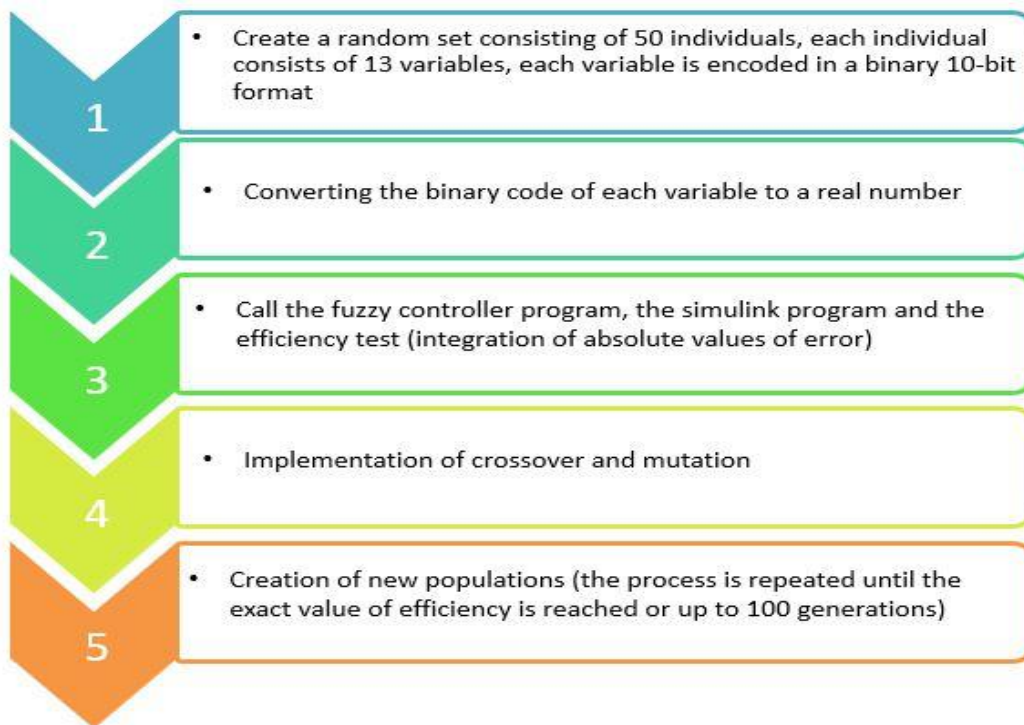 • Create a random set consisting of 50 individuals, each individual
consists of 13 variables, each variable is encoded in a binary 10-bit
format
1
• Converting the binary code of each variable to a real number
2
• Call the fuzzy controller program, the simulink program and the
efficiency test (integration of absolute values of error)
3
• Implementation of crossover and mutation
4
• Creation of new populations (the process is repeated until the
exact value of efficiency is reached or up to 100 generations)
5